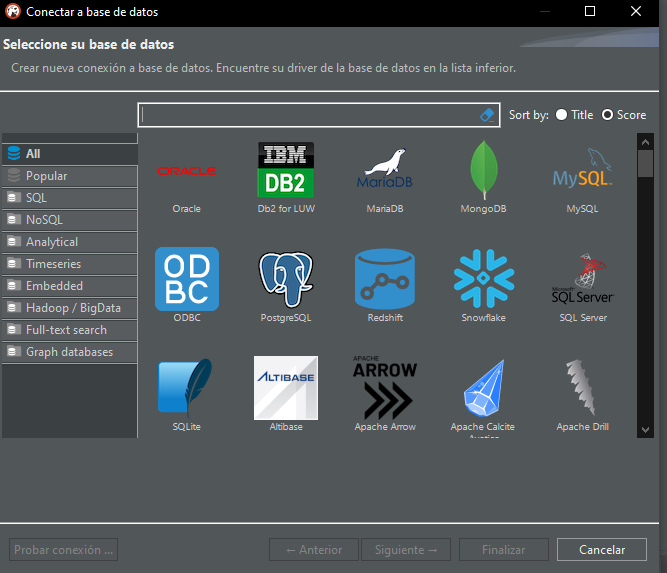 Conectar a base de datos
Seleccione su base de datos
Crear nueva conexión a base de datos. Encuentre su driver de la base de datos en la lista inferior.
Sort by: Title Score
All
Popular
SQL
NoSQL
Analytical
Timeseries
Embedded
Hadoop / BigData
Full-text search
Graph databases
ORACLE
IBM
DB2
MariaDB
MySQL
Oracle
Db2 for LUW
MariaDB
MongoDB
MySQL
OD
BC
Microsoft
SQL Server
ODBC
PostgreSQL
Redshift
Snowflake
SQL Server
ALTIBASE
APACHE
ARROW
SQLite
Altibase
Apache Arrow
Apache Calcite
Avatica
Apache Drill
Probar conexión ...
← Anterior
Siguiente →
Finalizar
Cancelar